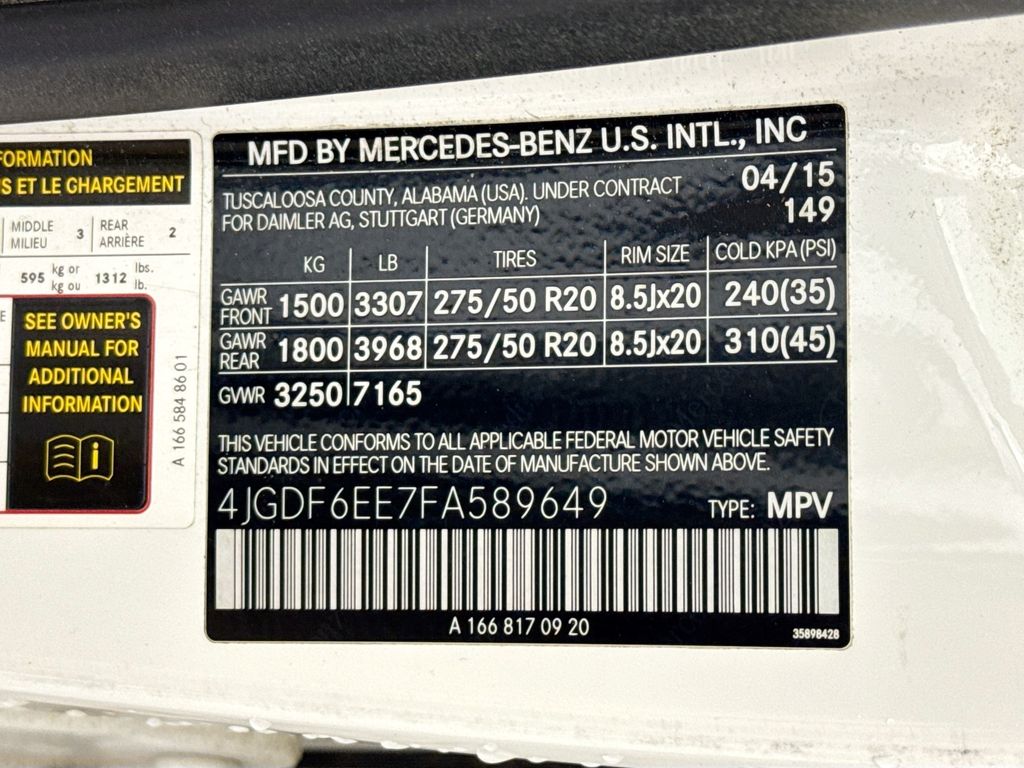 FORMATION
S ET LE CHARGEMENT
MIDDLE
MILIEU 3
REAR
ARRIÈRE 2
595 kg or
kg ou 1312 lbs.
lb.
E
SEE OWNER'S
MANUAL FOR
ADDITIONAL
INFORMATION
i
A 166 584 86 01
MFD BY MERCEDES-BENZ U.S. INTL., INC
TUSCALOOSA COUNTY, ALABAMA (USA). UNDER CONTRACT
FOR DAIMLER AG, STUTTGART (GERMANY)
04/15
149
KG LB TIRES RIM SIZE COLD KPA (PSI)
GAWR FRONT 1500 3307 275/50 R20 8.5Jx20 240(35)
GAWR REAR 1800 3968 275/50 R20 8.5Jx20 310(45)
GVWR 3250 7165
THIS VEHICLE CONFORMS TO ALL APPLICABLE FEDERAL MOTOR VEHICLE SAFETY
STANDARDS IN EFFECT ON THE DATE OF MANUFACTURE SHOWN ABOVE.
4JGDF6EE7FA589649 TYPE: MPV
A 166 817 09 20
35898428